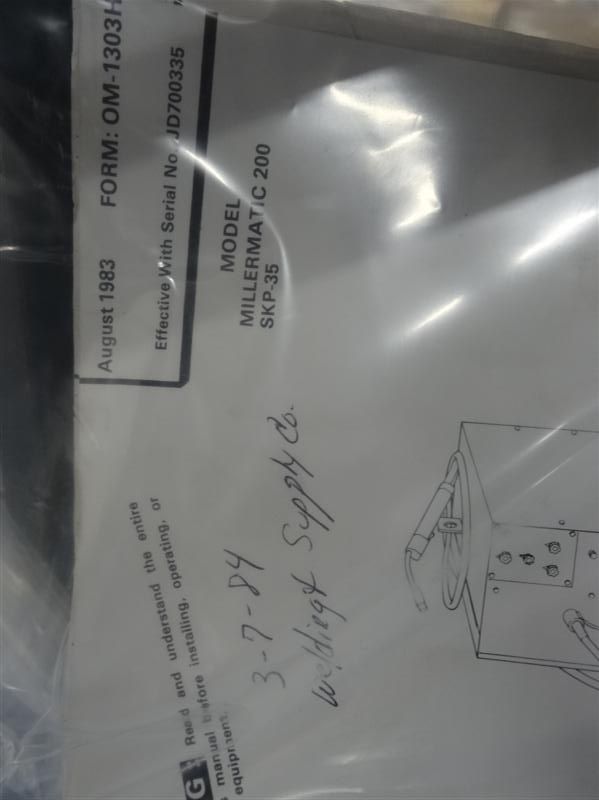 August 1983 FORM: OM-1303H
Effective With Serial No. JD700335
MODEL
MILLERMATIC 200
SKP-35
G Read and understand the entire
manual before installing, operating, or
equipment.
3-7-84
Supply Co.